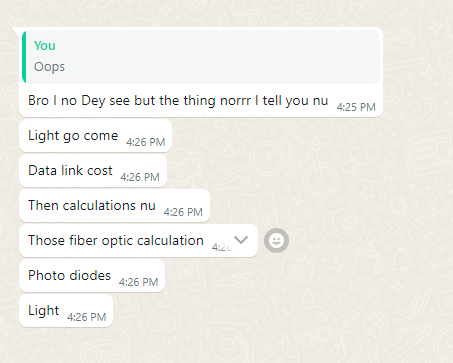 You
Oops
Bro I no Dey see but the thing norrr I tell you nu 4:25 PM
Light go come 4:26 PM
Data link cost 4:26 PM
Then calculations nu 4:26 PM
Those fiber optic calculation
Photo diodes 4:26 PM
Light 4:26 PM